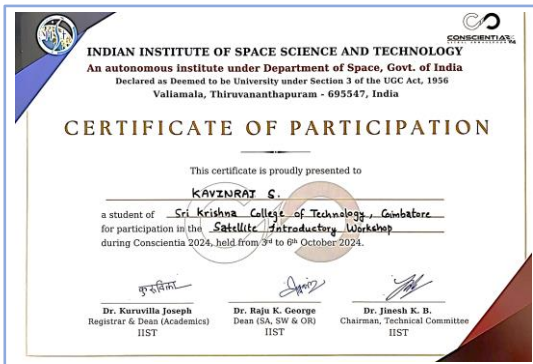 CONSCIENTIA
INDIAN INSTITUTE OF SPACE SCIENCE AND TECHNOLOGY
An autonomous institute under Department of Space, Govt. of India
Declared as Deemed to be University under Section 3 of the UGC Act, 1956
Valiamala, Thiruvananthapuram - 695547, India
CERTIFICATE OF PARTICIPATION
This certificate is proudly presented to
KAVINRAJ S.
a student of Sri Krishna College of Technology, Coimbatore
for participation in the Satellite Introductory Workshop
during Conscientia 2024, held from 3rd to 6th October 2024.
Dr. Kuruvilla Joseph
Registrar & Dean (Academics)
IIST
Dr. Raju K. George
Dean (SA, SW & OR)
IIST
Dr. Jinesh K. B.
Chairman, Technical Committee
IIST